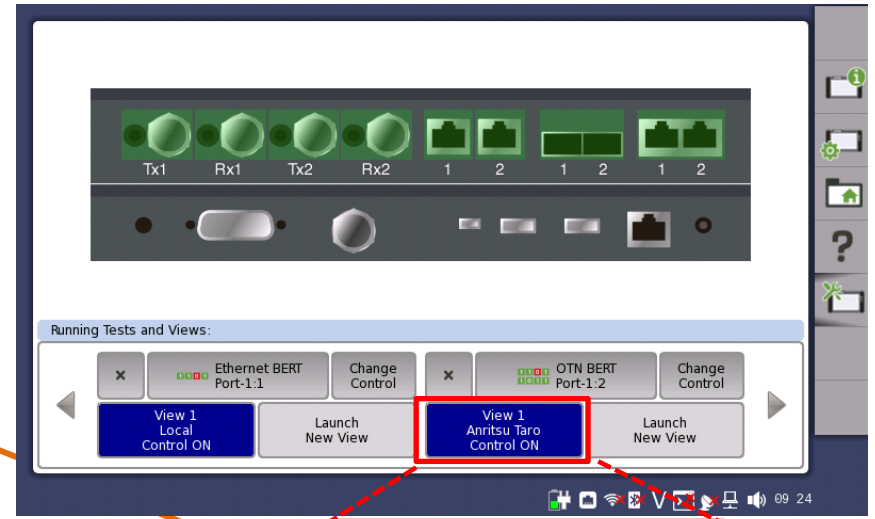 Tx1 Rx1 Tx2 Rx2 1 2 1 2 1 2
?
Running Tests and Views:
× Ethernet BERT
Port-1:1
Change
Control
× OTN BERT
Port-1:2
Change
Control
View 1
Local
Control ON
Launch
New View
View 1
Anritsu Taro
Control ON
Launch
New View
V 09 24